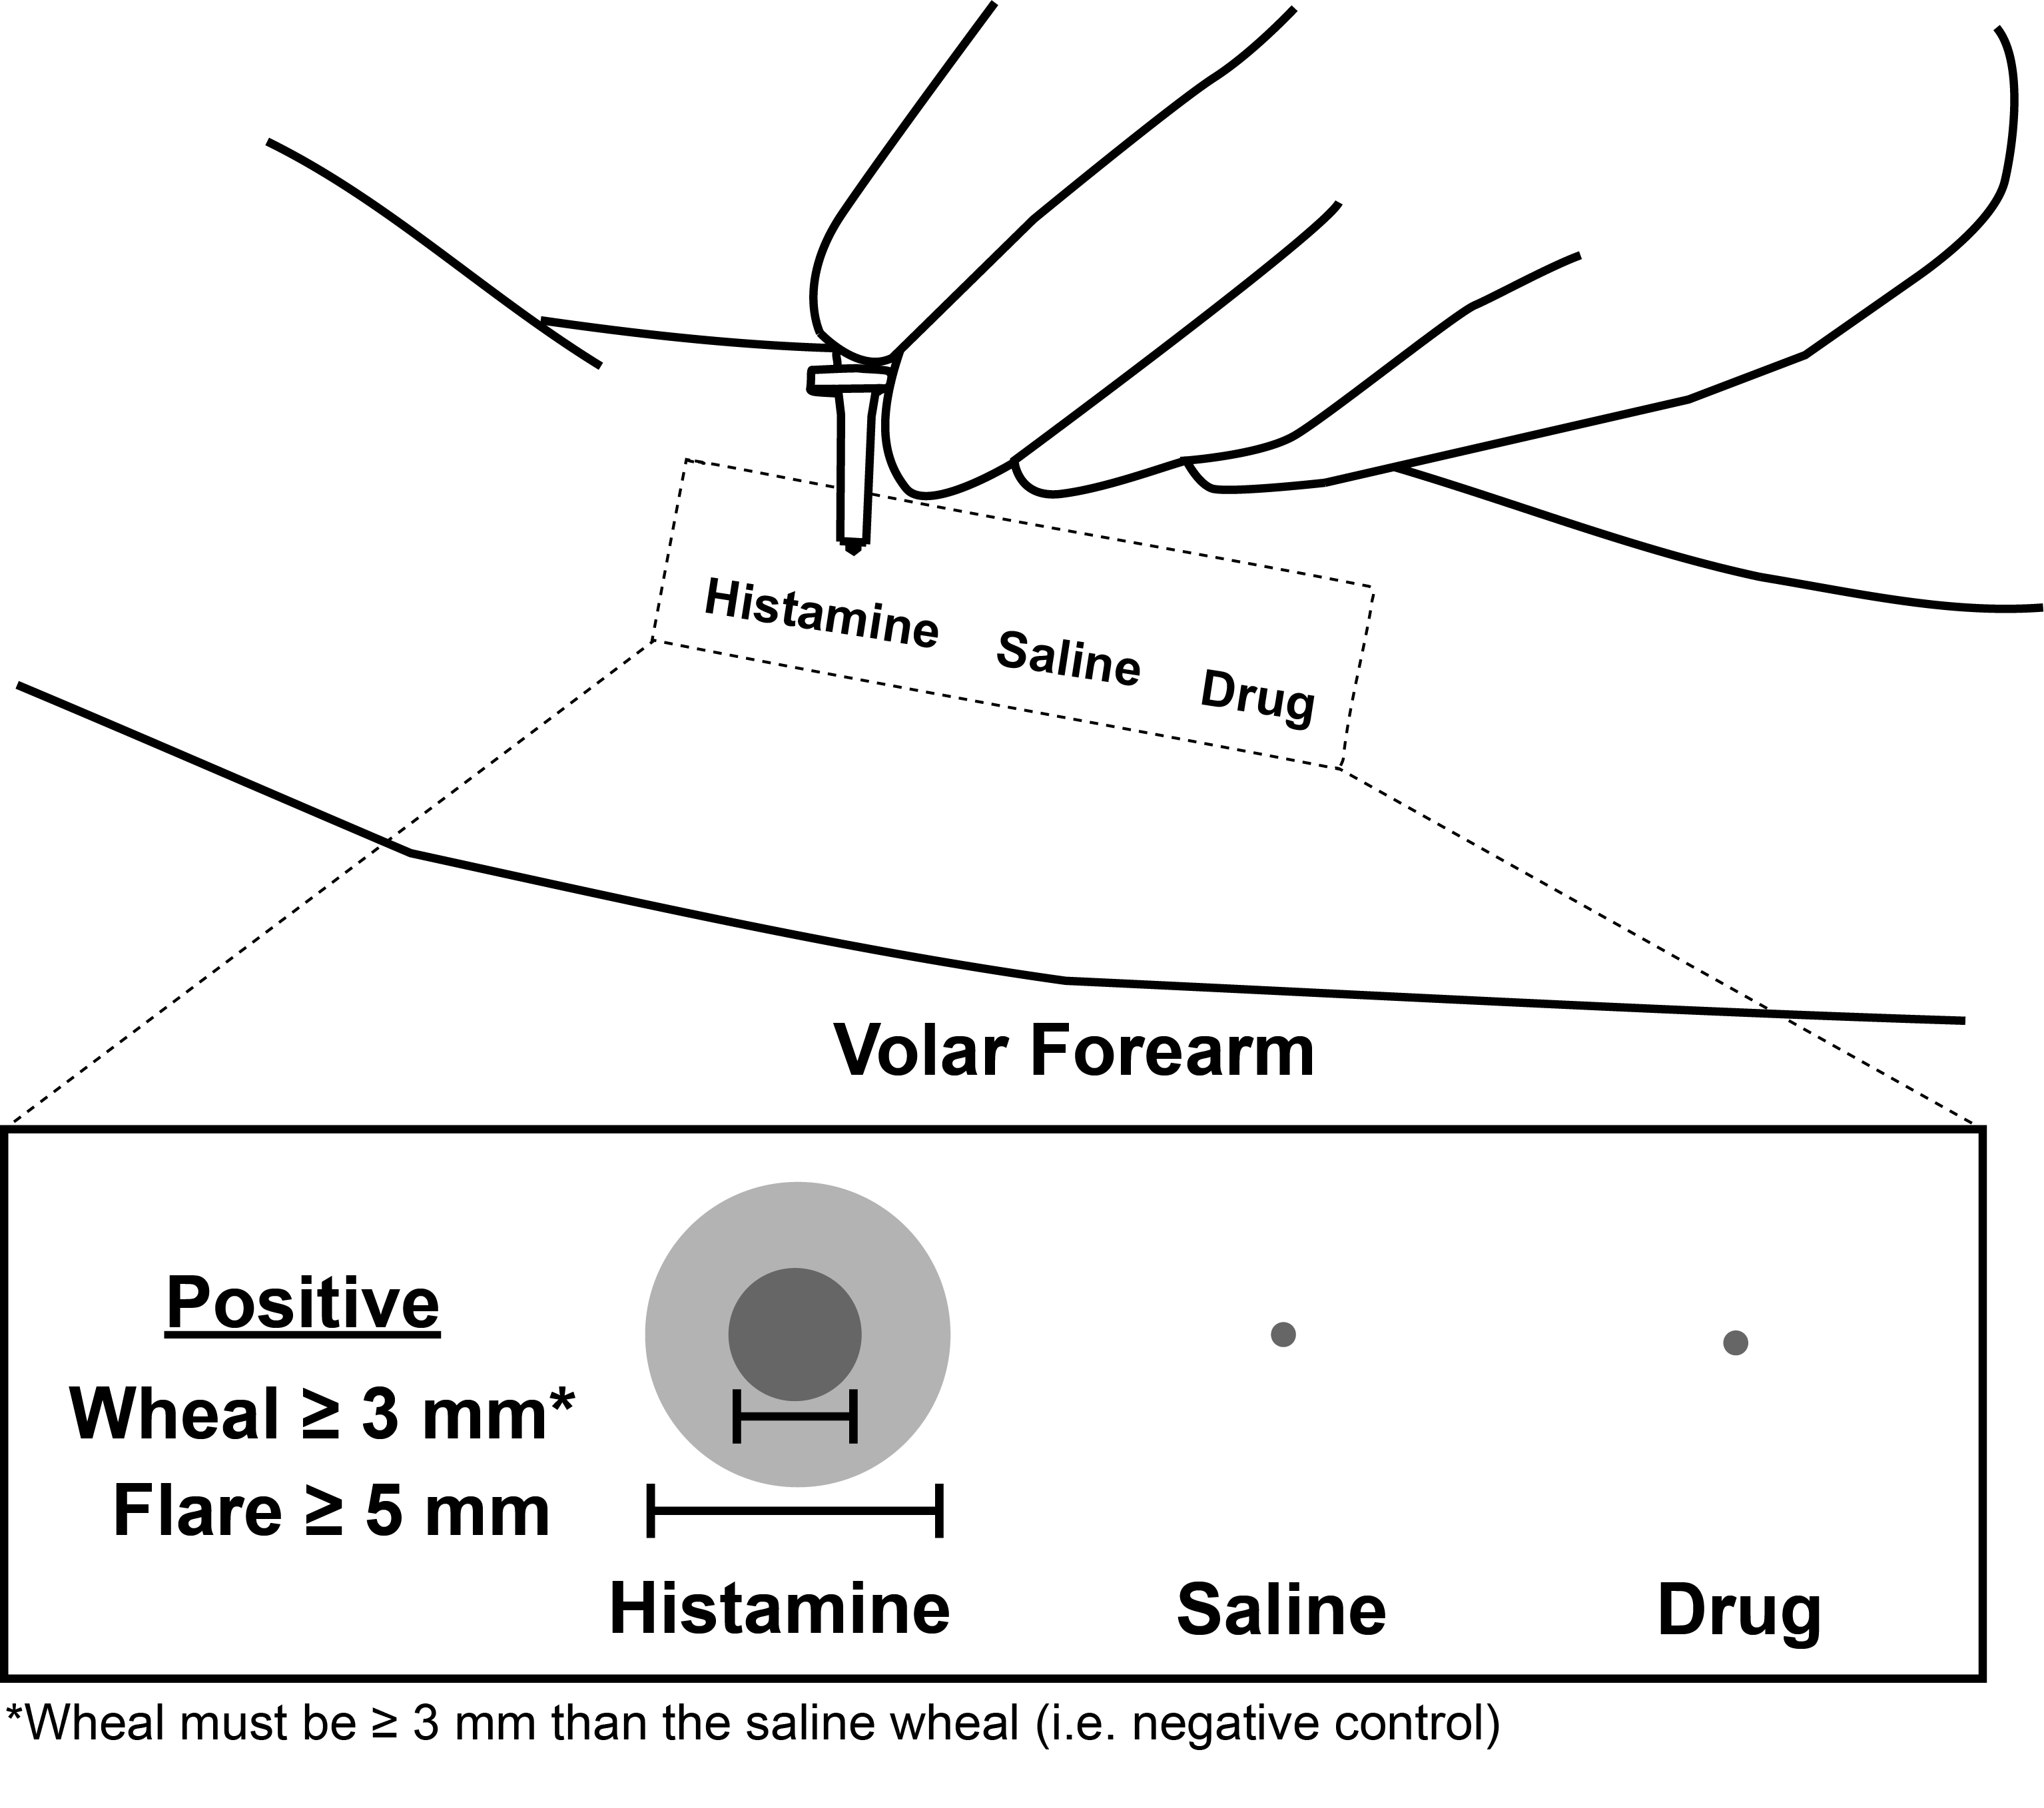 Histamine Saline Drug
Volar Forearm
Positive
Wheal ≥ 3 mm*
Flare ≥ 5 mm
Histamine Saline Drug
*Wheal must be ≥ 3 mm than the saline wheal (i.e. negative control)